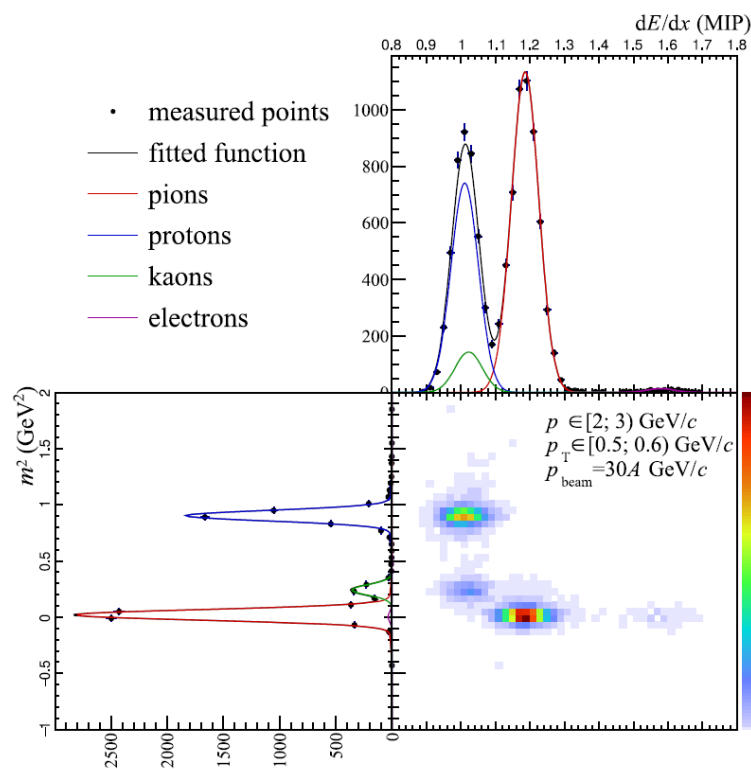 dE/dx (MIP)
0.8 0.9 1 1.1 1.2 1.3 1.4 1.5 1.6 1.7 1.8
1000
800
600
400
200
0
measured points
fitted function
pions
protons
kaons
electrons
m² (GeV²)
2
1.5
1
0.5
0
−0.5
−1
2500 2000 1500 1000 500 0
p ∈[2; 3) GeV/c
p_T∈[0.5; 0.6) GeV/c
p_beam=30A GeV/c